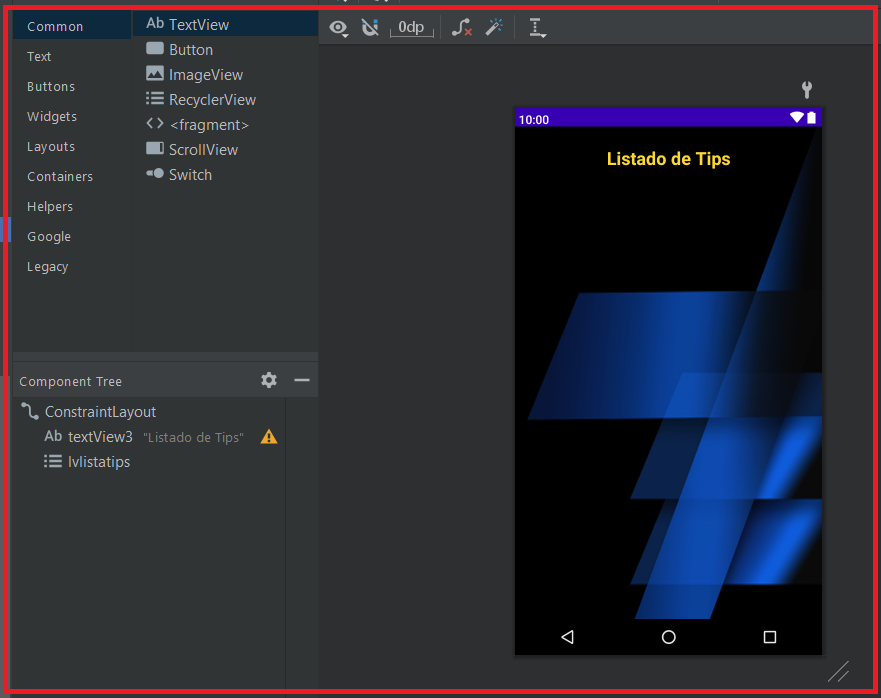 Common
Text
Buttons
Widgets
Layouts
Containers
Helpers
Google
Legacy
Ab TextView
Button
ImageView
RecyclerView
<fragment>
ScrollView
Switch
0dp
10:00
Listado de Tips
Component Tree
ConstraintLayout
Ab textView3 "Listado de Tips"
lvlistatips